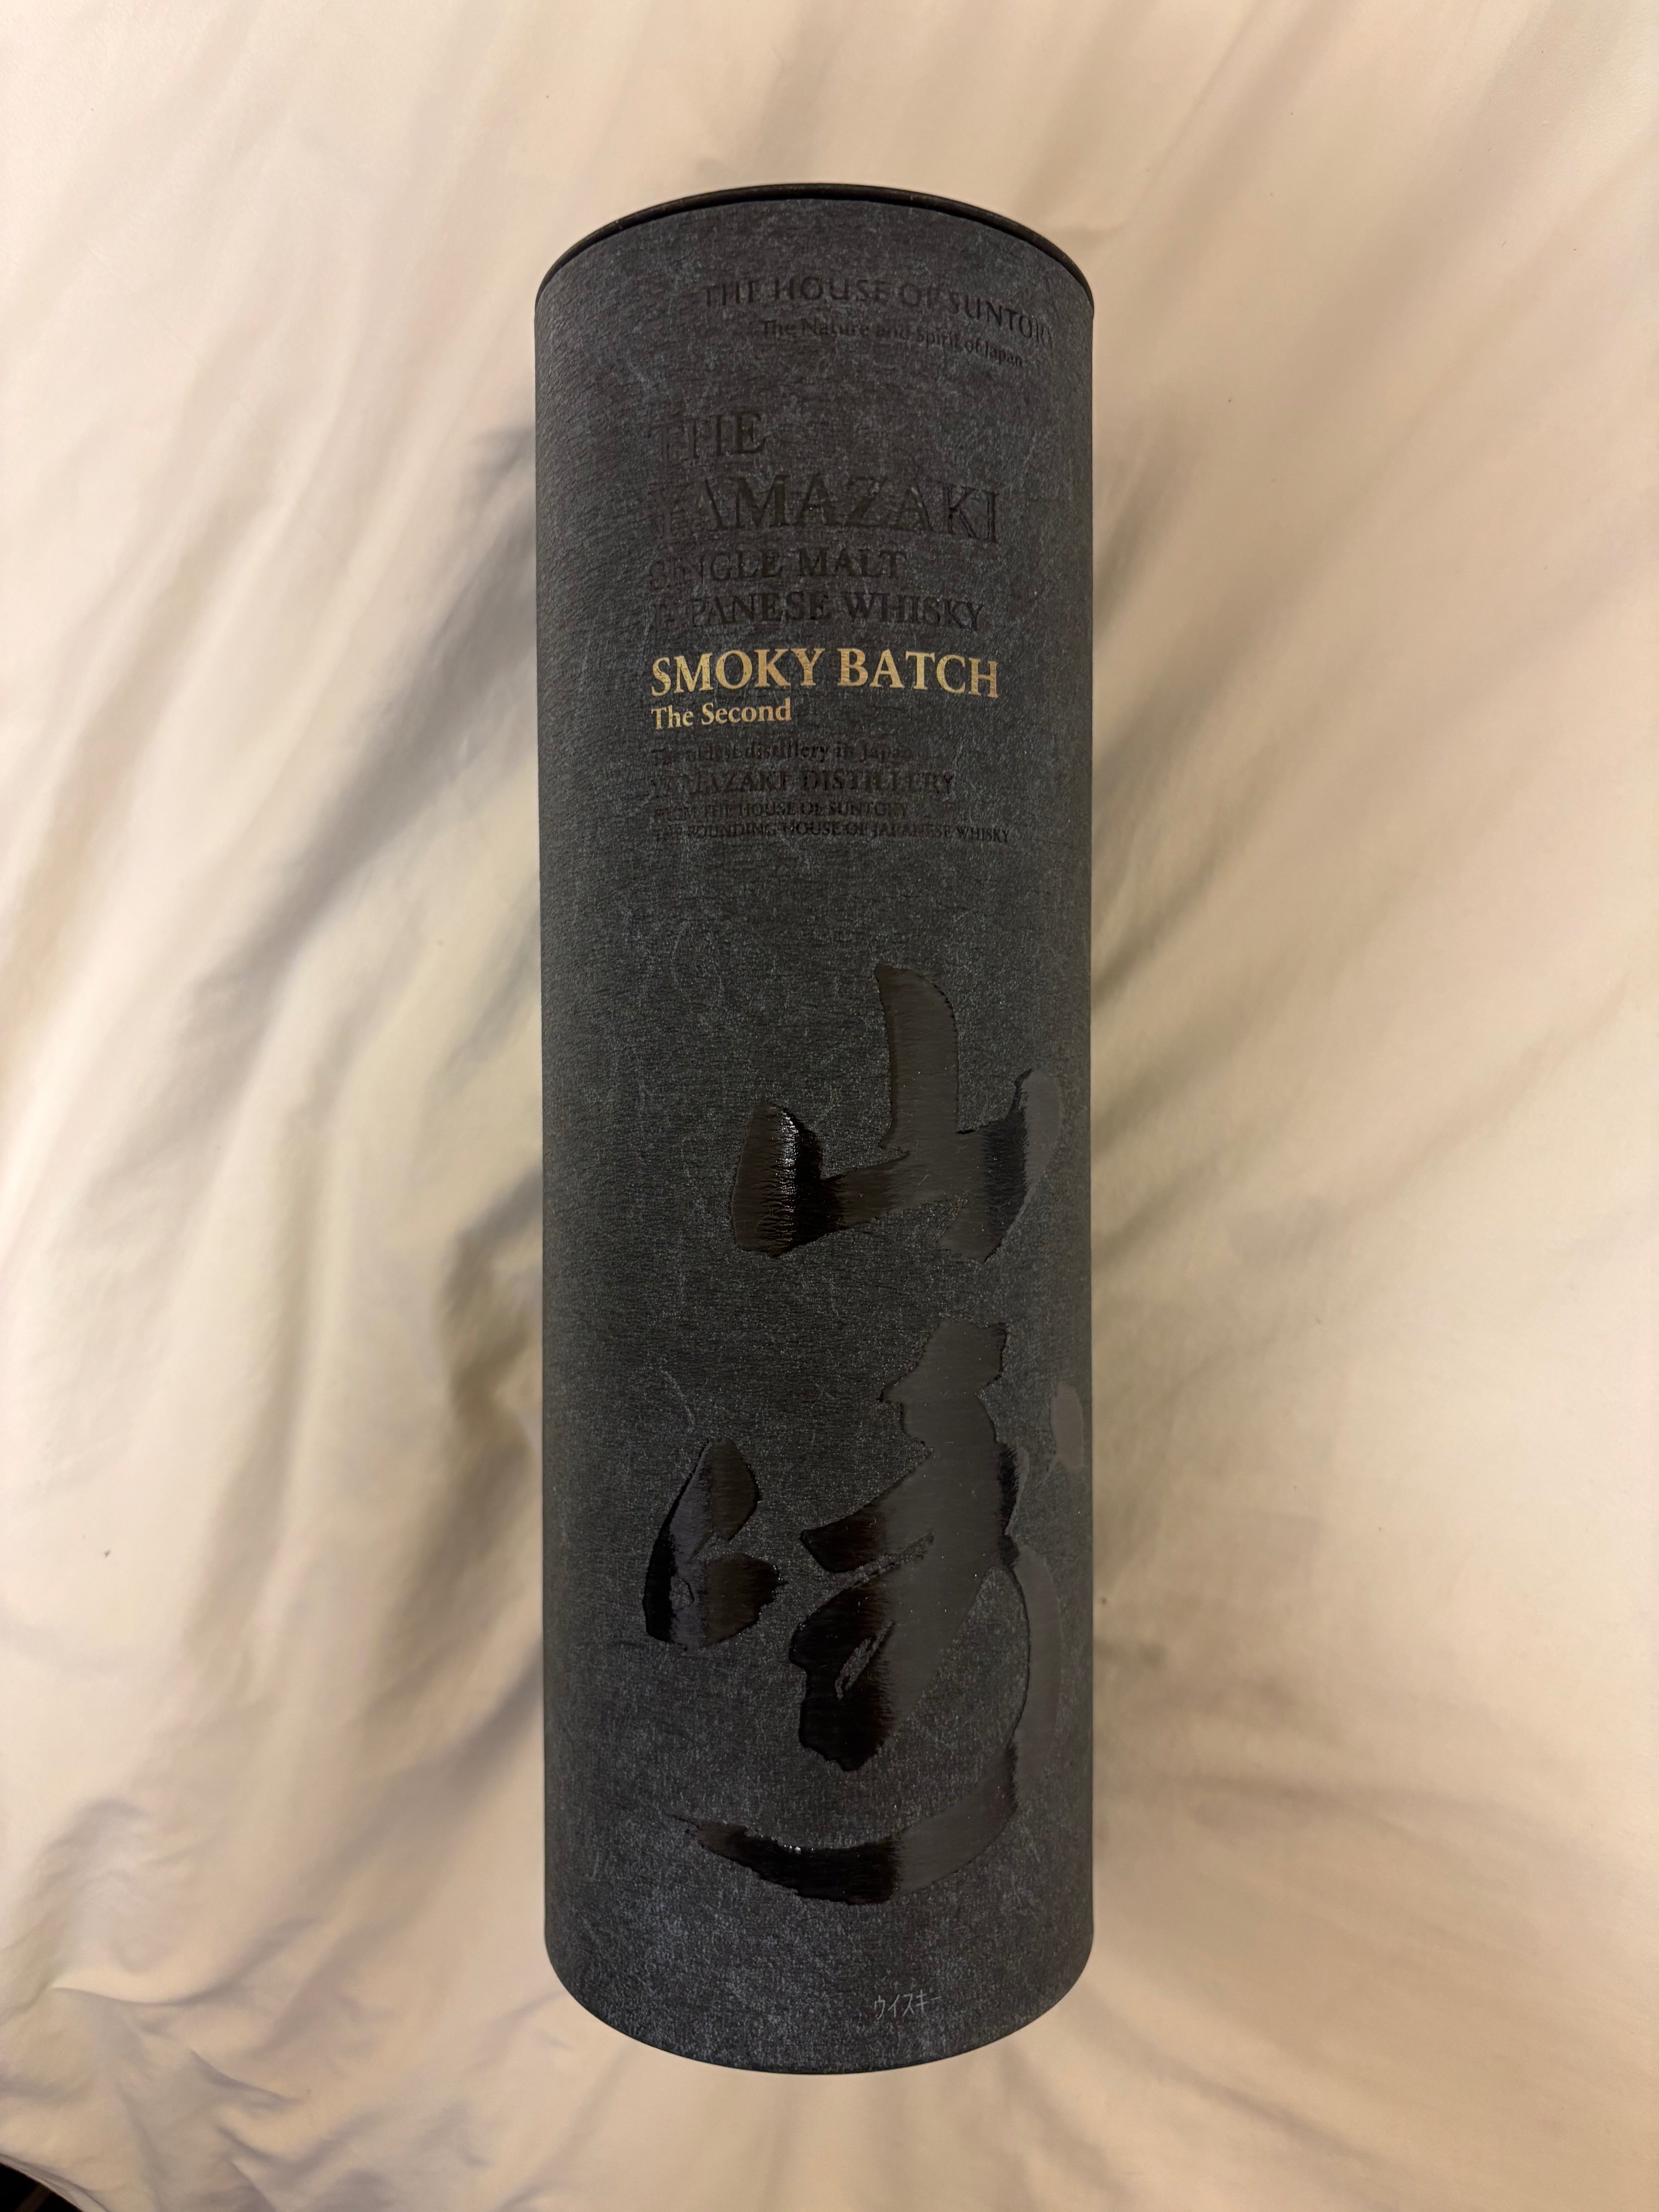 THE HOUSE OF SUNTORY
The Nature and Spirit of Japan
THE
YAMAZAKI
SINGLE MALT
JAPANESE WHISKY
SMOKY BATCH
The Second
The oldest distillery in Japan
YAMAZAKI DISTILLERY
FROM THE HOUSE OF SUNTORY
THE FOUNDING HOUSE OF JAPANESE WHISKY
山
崎
ウイスキー